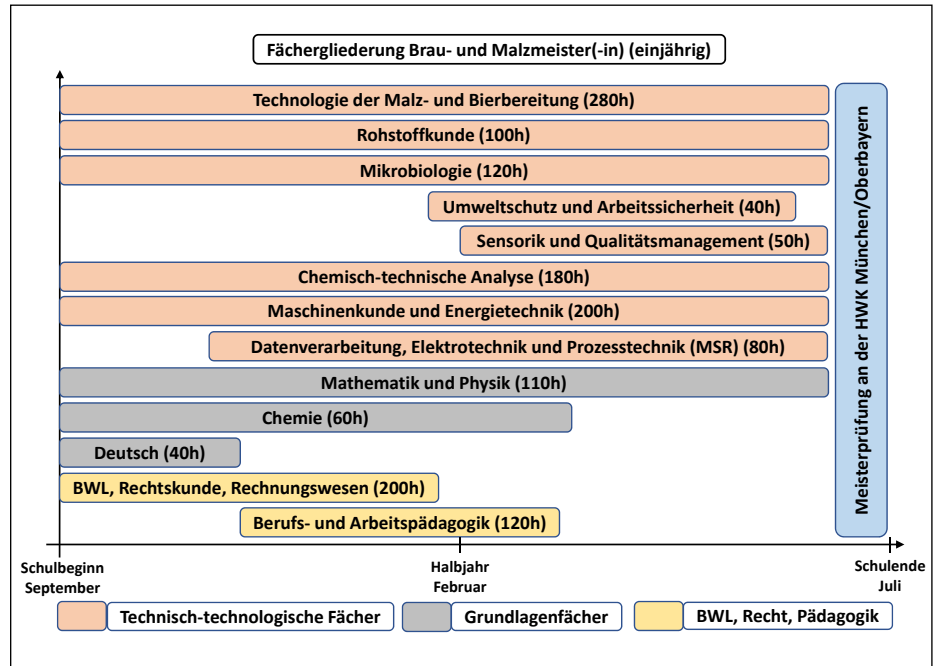 Fächergliederung Brau- und Malzmeister(-in) (einjährig)
Technologie der Malz- und Bierbereitung (280h)
Rohstoffkunde (100h)
Mikrobiologie (120h)
Umweltschutz und Arbeitssicherheit (40h)
Sensorik und Qualitätsmanagement (50h)
Chemisch-technische Analyse (180h)
Maschinenkunde und Energietechnik (200h)
Datenverarbeitung, Elektrotechnik und Prozesstechnik (MSR) (80h)
Mathematik und Physik (110h)
Chemie (60h)
Deutsch (40h)
BWL, Rechtskunde, Rechnungswesen (200h)
Berufs- und Arbeitspädagogik (120h)
Meisterprüfung an der HWK München/Oberbayern
Schulbeginn
September
Halbjahr
Februar
Schulende
Juli
Technisch-technologische Fächer
Grundlagenfächer
BWL, Recht, Pädagogik